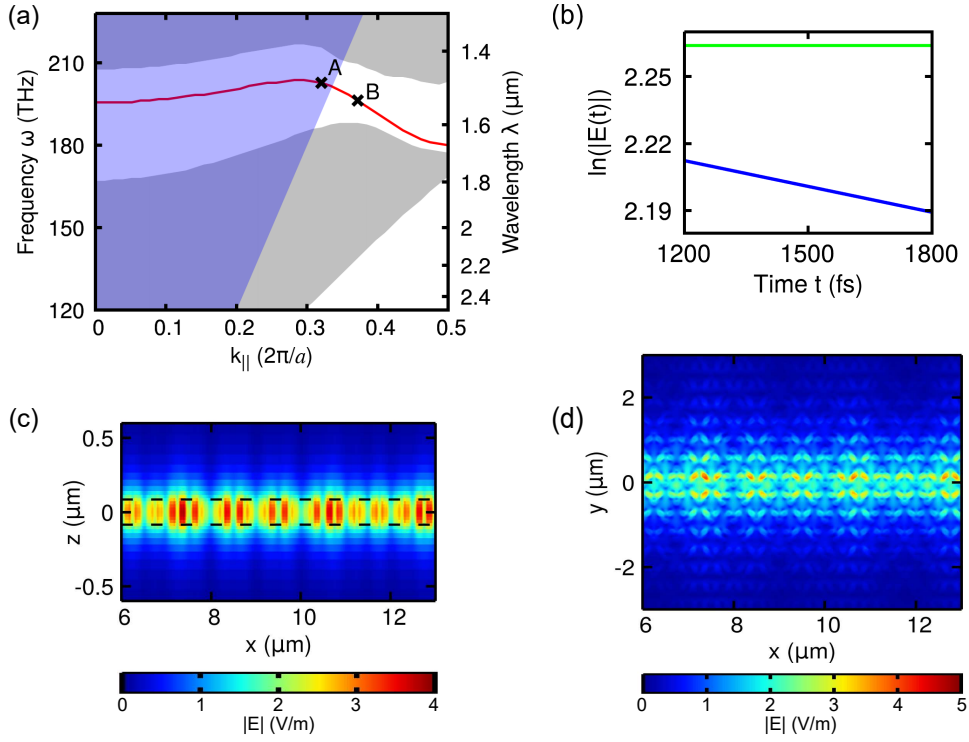 (a)
Frequency ω (THz)
210
180
150
120
A
B
1.4
1.6
1.8
2
2.2
2.4
Wavelength λ (μm)
0 0.1 0.2 0.3 0.4 0.5
k|| (2π/a)
(b)
ln(|E(t)|)
2.25
2.22
2.19
1200 1500 1800
Time t (fs)
(c)
z (μm)
0.5
0
-0.5
6 8 10 12
x (μm)
0 1 2 3 4
|E| (V/m)
(d)
y (μm)
2
0
-2
6 8 10 12
x (μm)
0 1 2 3 4 5
|E| (V/m)